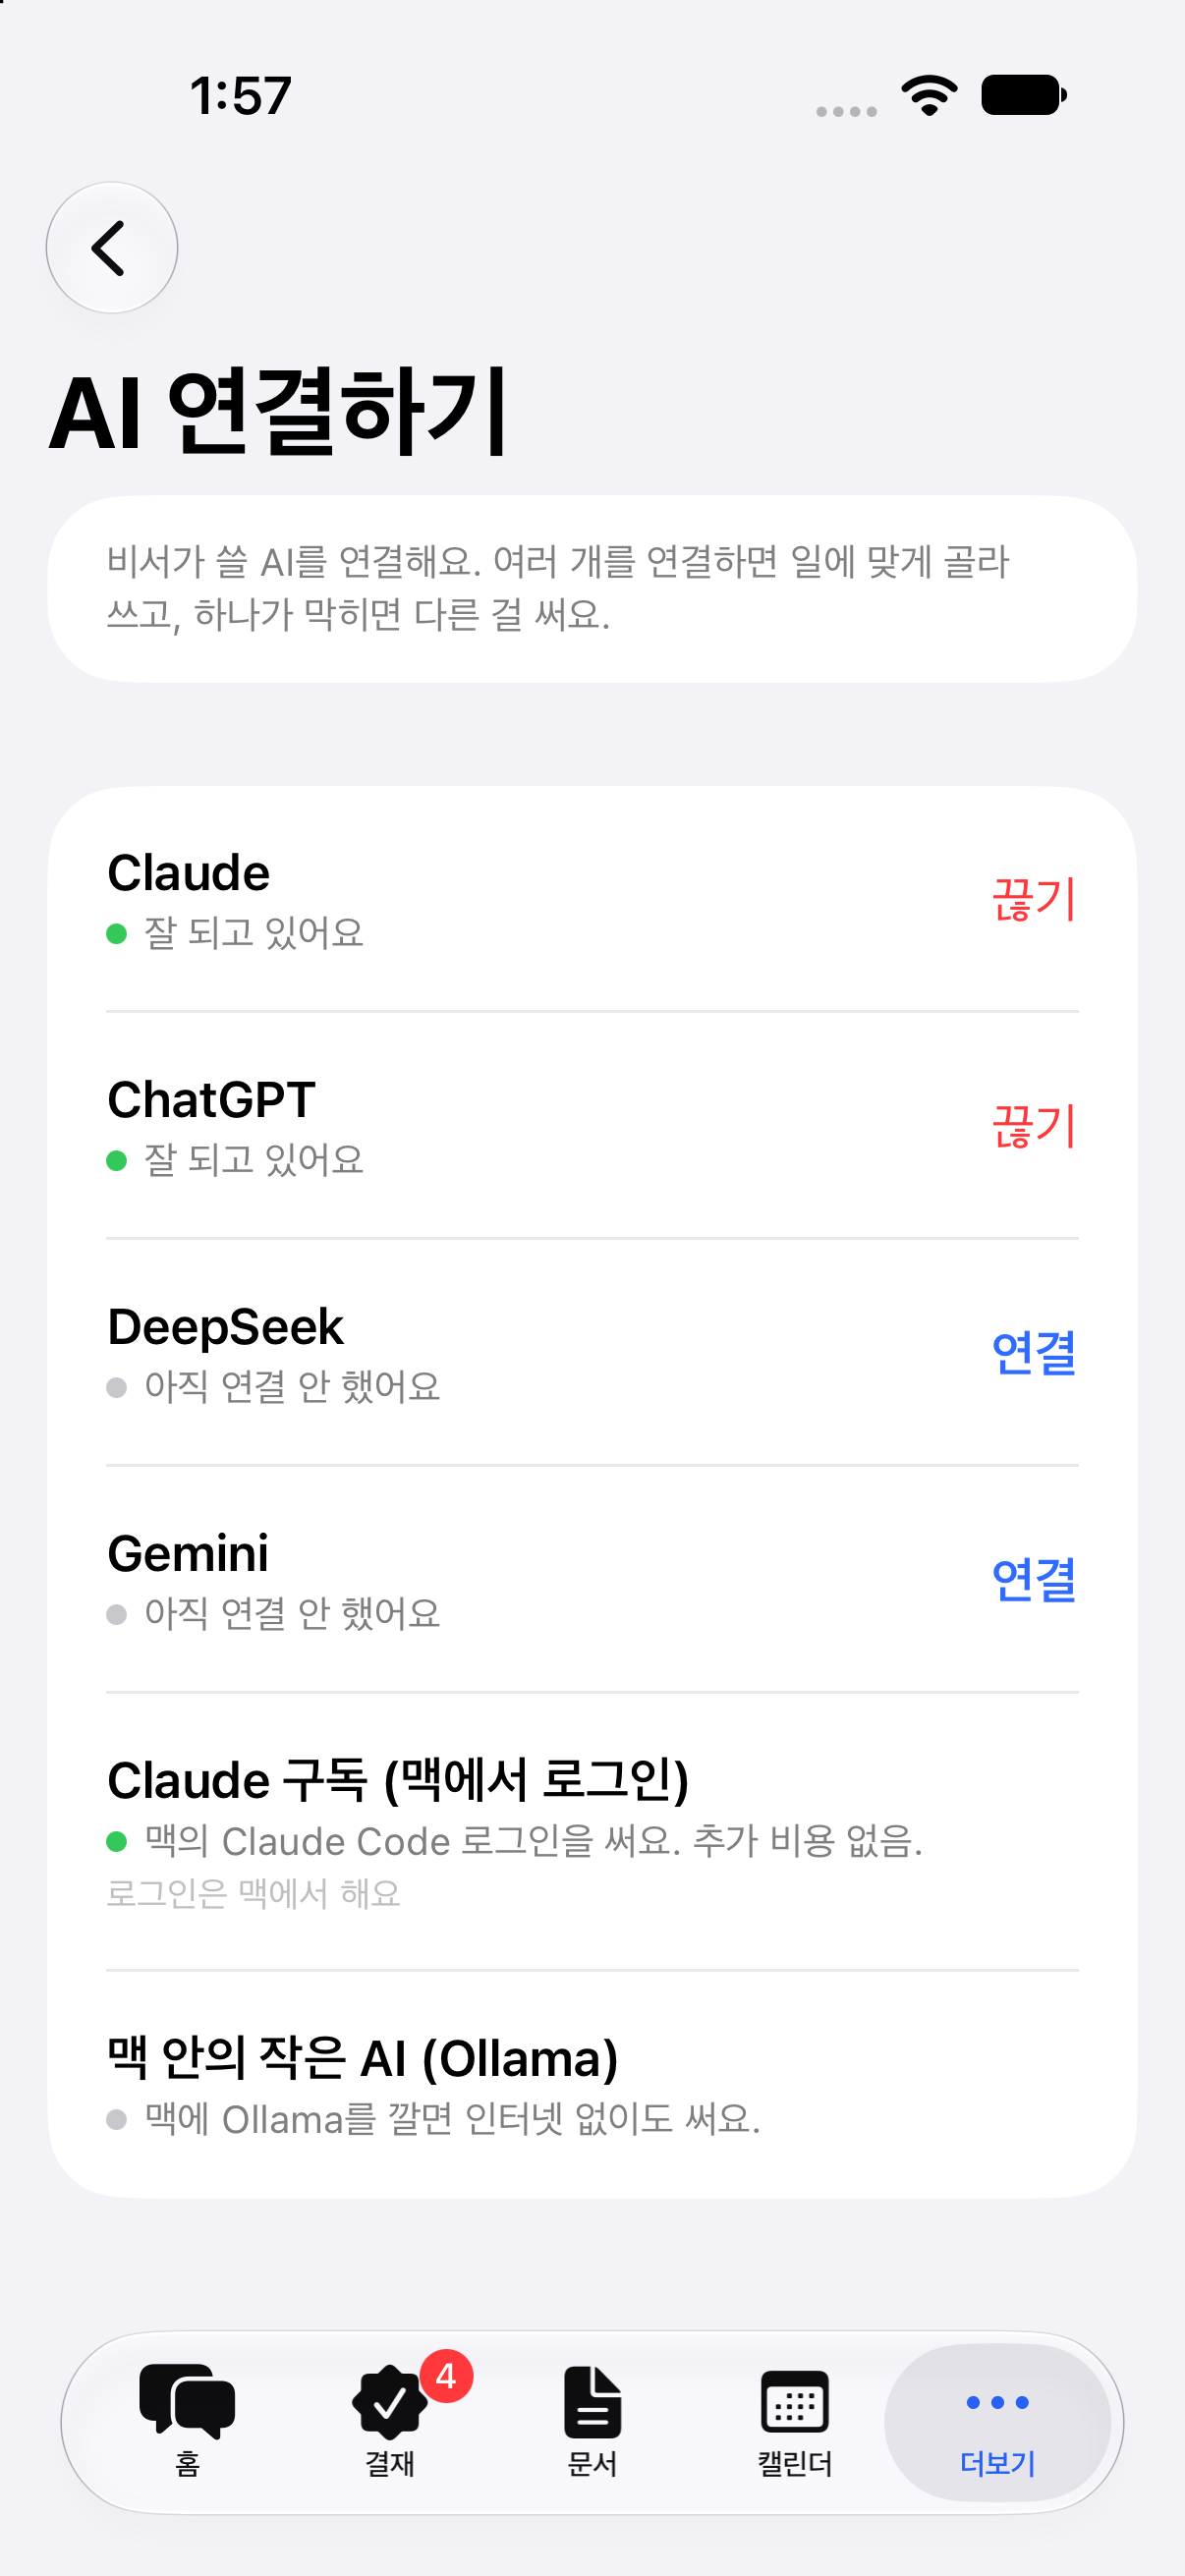 1:57
AI 연결하기
비서가 쓸 AI를 연결해요. 여러 개를 연결하면 일에 맞게 골라
쓰고, 하나가 막히면 다른 걸 써요.
Claude
잘 되고 있어요
끊기
ChatGPT
잘 되고 있어요
끊기
DeepSeek
아직 연결 안 했어요
연결
Gemini
아직 연결 안 했어요
연결
Claude 구독 (맥에서 로그인)
맥의 Claude Code 로그인을 써요. 추가 비용 없음.
로그인은 맥에서 해요
맥 안의 작은 AI (Ollama)
맥에 Ollama를 깔면 인터넷 없이도 써요.
홈
4
결재
문서
캘린더
더보기